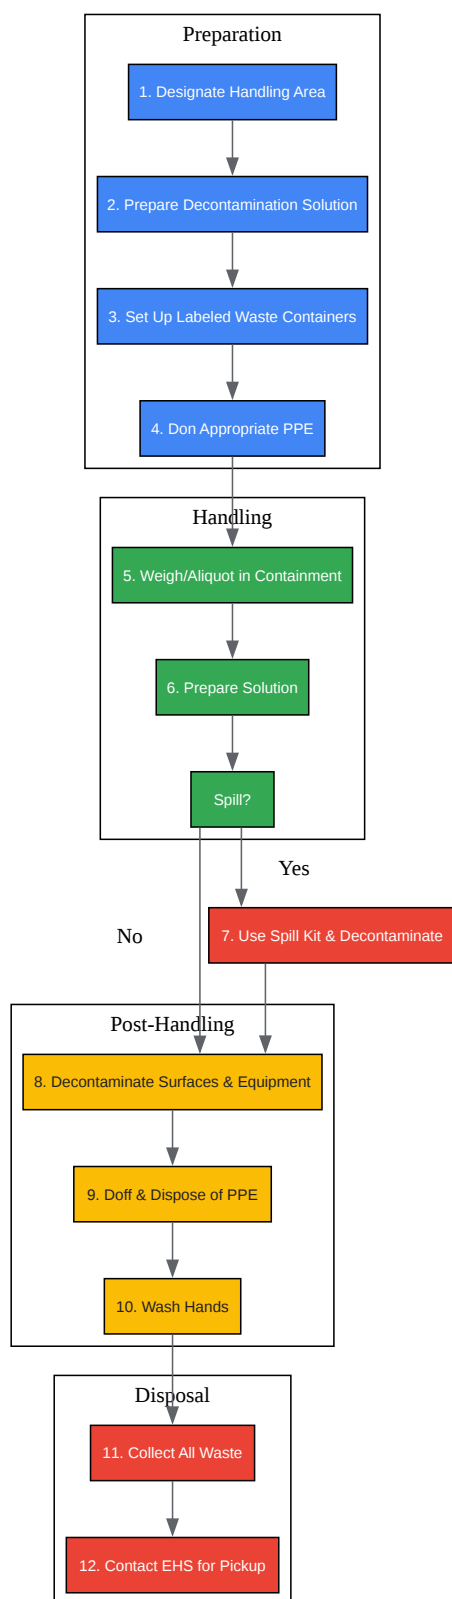 Preparation
1. Designate Handling Area
2. Prepare Decontamination Solution
3. Set Up Labeled Waste Containers
4. Don Appropriate PPE
Handling
5. Weigh/Aliquot in Containment
6. Prepare Solution
Spill?
Yes
No
7. Use Spill Kit & Decontaminate
Post-Handling
8. Decontaminate Surfaces & Equipment
9. Doff & Dispose of PPE
10. Wash Hands
Disposal
11. Collect All Waste
12. Contact EHS for Pickup